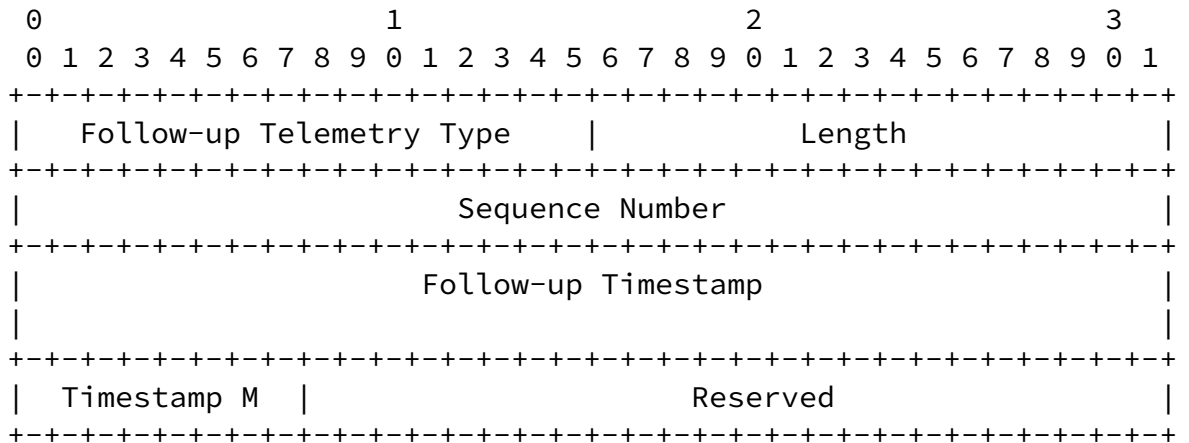 0                   1                   2                   3
 0 1 2 3 4 5 6 7 8 9 0 1 2 3 4 5 6 7 8 9 0 1 2 3 4 5 6 7 8 9 0 1
+-+-+-+-+-+-+-+-+-+-+-+-+-+-+-+-+-+-+-+-+-+-+-+-+-+-+-+-+-+-+-+-+
|   Follow-up Telemetry Type    |           Length              |
+-+-+-+-+-+-+-+-+-+-+-+-+-+-+-+-+-+-+-+-+-+-+-+-+-+-+-+-+-+-+-+-+
|                        Sequence Number                        |
+-+-+-+-+-+-+-+-+-+-+-+-+-+-+-+-+-+-+-+-+-+-+-+-+-+-+-+-+-+-+-+-+
|                      Follow-up Timestamp                      |
|                                                               |
+-+-+-+-+-+-+-+-+-+-+-+-+-+-+-+-+-+-+-+-+-+-+-+-+-+-+-+-+-+-+-+-+
|  Timestamp M  |                     Reserved                  |
+-+-+-+-+-+-+-+-+-+-+-+-+-+-+-+-+-+-+-+-+-+-+-+-+-+-+-+-+-+-+-+-+